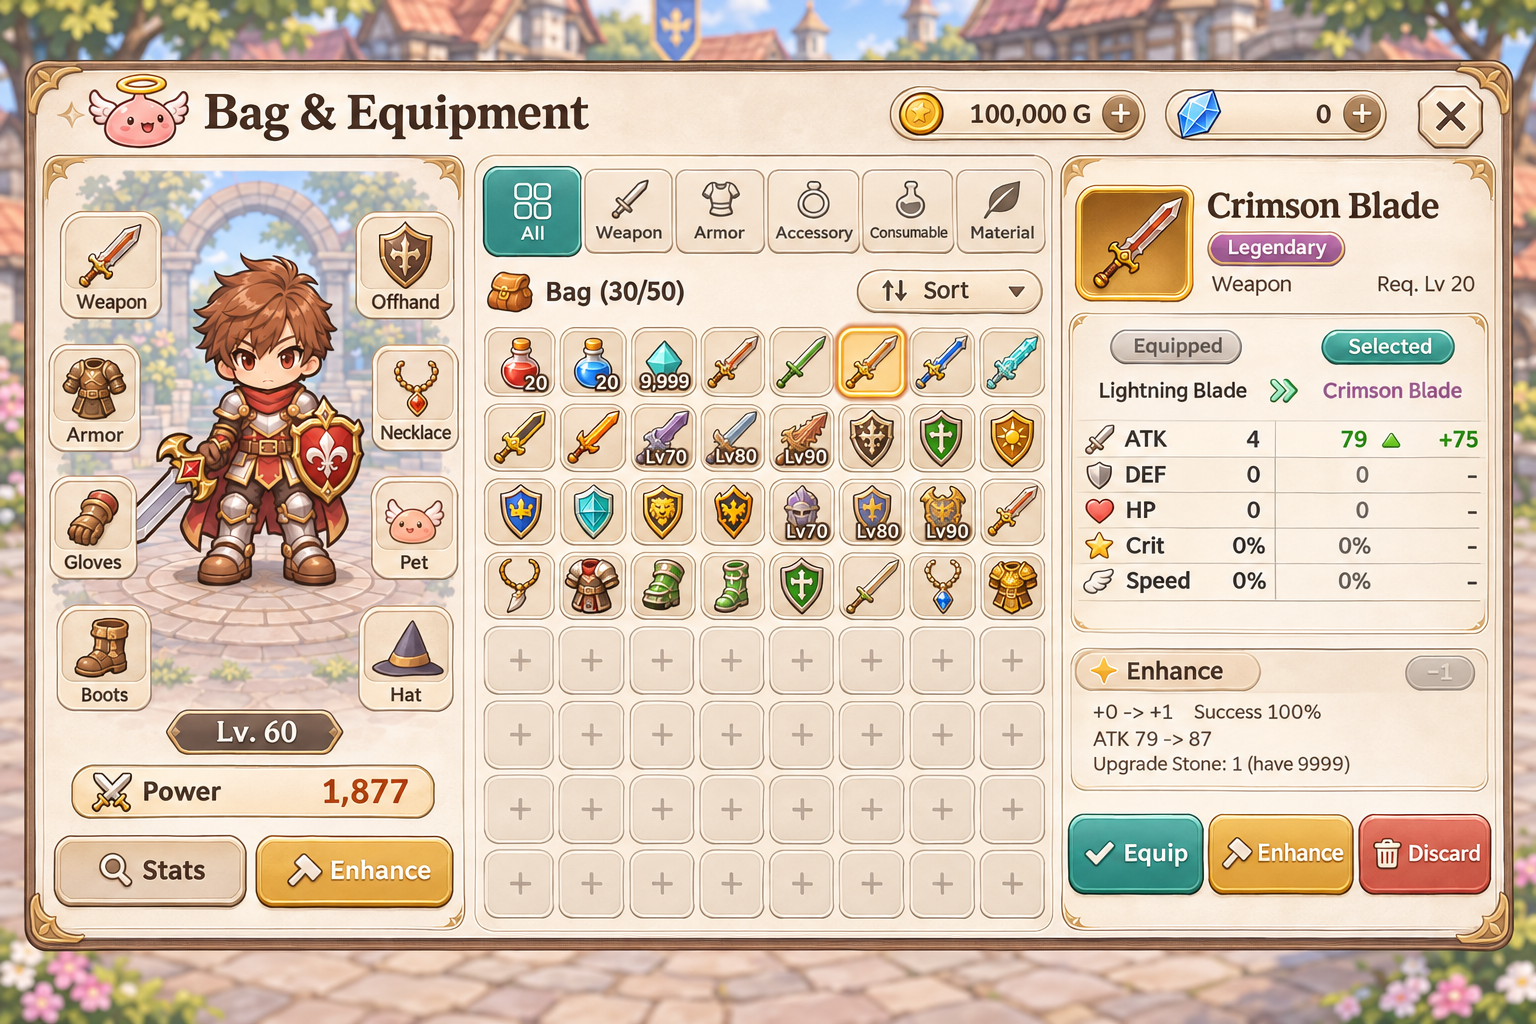 Bag & Equipment
100,000 G
0
Weapon
Offhand
Armor
Necklace
Gloves
Pet
Boots
Hat
Lv. 60
Power 1,877
Stats
Enhance
All
Weapon
Armor
Accessory
Consumable
Material
Bag (30/50)
Sort
20
20
9,999
Lv70
Lv80
Lv90
Lv70
Lv80
Lv90
Crimson Blade
Legendary
Weapon Req. Lv 20
Equipped Selected
Lightning Blade Crimson Blade
ATK 4 79 +75
DEF 0 0 -
HP 0 0 -
Crit 0% 0% -
Speed 0% 0% -
Enhance -1
+0 -> +1 Success 100%
ATK 79 -> 87
Upgrade Stone: 1 (have 9999)
Equip
Enhance
Discard